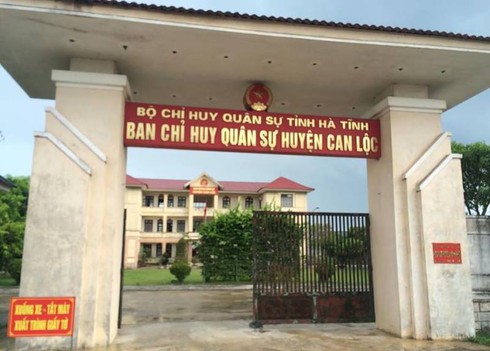 BỘ CHỈ HUY QUÂN SỰ TỈNH HÀ TĨNH
BAN CHỈ HUY QUÂN SỰ HUYỆN CAN LỘC
XUỐNG XE - TẮT MÁY
XUẤT TRÌNH GIẤY TỜ